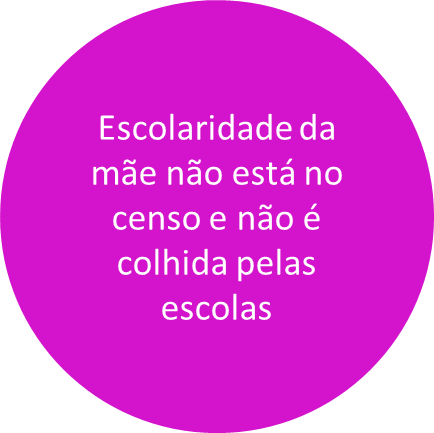 Escolaridade da
mãe não está no
censo e não é
colhida pelas
escolas